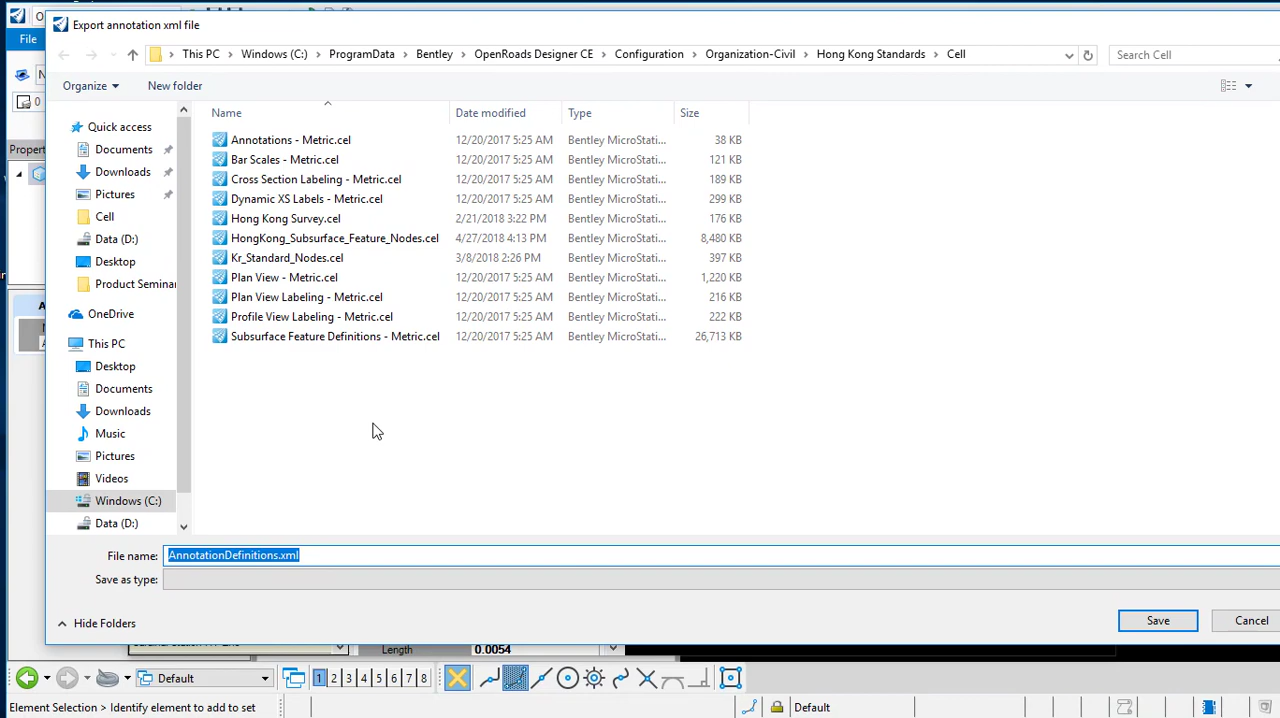 Export annotation xml file
File
This PC > Windows (C:) > ProgramData > Bentley > OpenRoads Designer CE > Configuration > Organization-Civil > Hong Kong Standards > Cell
Search Cell
Organize
New folder
Name Date modified Type Size
Propert
Quick access
Documents
Downloads
Pictures
Cell
Data (D:)
Desktop
Product Seminar
OneDrive
This PC
Desktop
Documents
Downloads
Music
Pictures
Videos
Windows (C:)
Data (D:)
Annotations - Metric.cel 12/20/2017 5:25 AM Bentley MicroStati... 38 KB
Bar Scales - Metric.cel 12/20/2017 5:25 AM Bentley MicroStati... 121 KB
Cross Section Labeling - Metric.cel 12/20/2017 5:25 AM Bentley MicroStati... 189 KB
Dynamic XS Labels - Metric.cel 12/20/2017 5:25 AM Bentley MicroStati... 299 KB
Hong Kong Survey.cel 2/21/2018 3:22 PM Bentley MicroStati... 176 KB
HongKong_Subsurface_Feature_Nodes.cel 4/27/2018 4:13 PM Bentley MicroStati... 8,480 KB
Kr_Standard_Nodes.cel 3/8/2018 2:26 PM Bentley MicroStati... 397 KB
Plan View - Metric.cel 12/20/2017 5:25 AM Bentley MicroStati... 1,220 KB
Plan View Labeling - Metric.cel 12/20/2017 5:25 AM Bentley MicroStati... 216 KB
Profile View Labeling - Metric.cel 12/20/2017 5:25 AM Bentley MicroStati... 222 KB
Subsurface Feature Definitions - Metric.cel 12/20/2017 5:25 AM Bentley MicroStati... 26,713 KB
File name: AnnotationDefinitions.xml
Save as type:
Hide Folders
Save
Cancel
Length 0.0054
Default
1 2 3 4 5 6 7 8
Element Selection > Identify element to add to set
Default